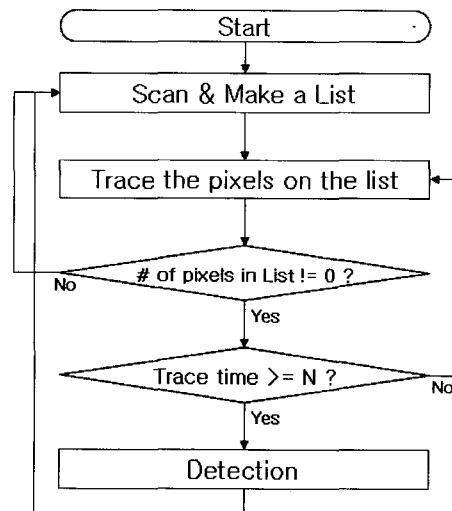 Start
Scan & Make a List
Trace the pixels on the list
# of pixels in List != 0 ?
No
Yes
Trace time >= N ?
No
Yes
Detection